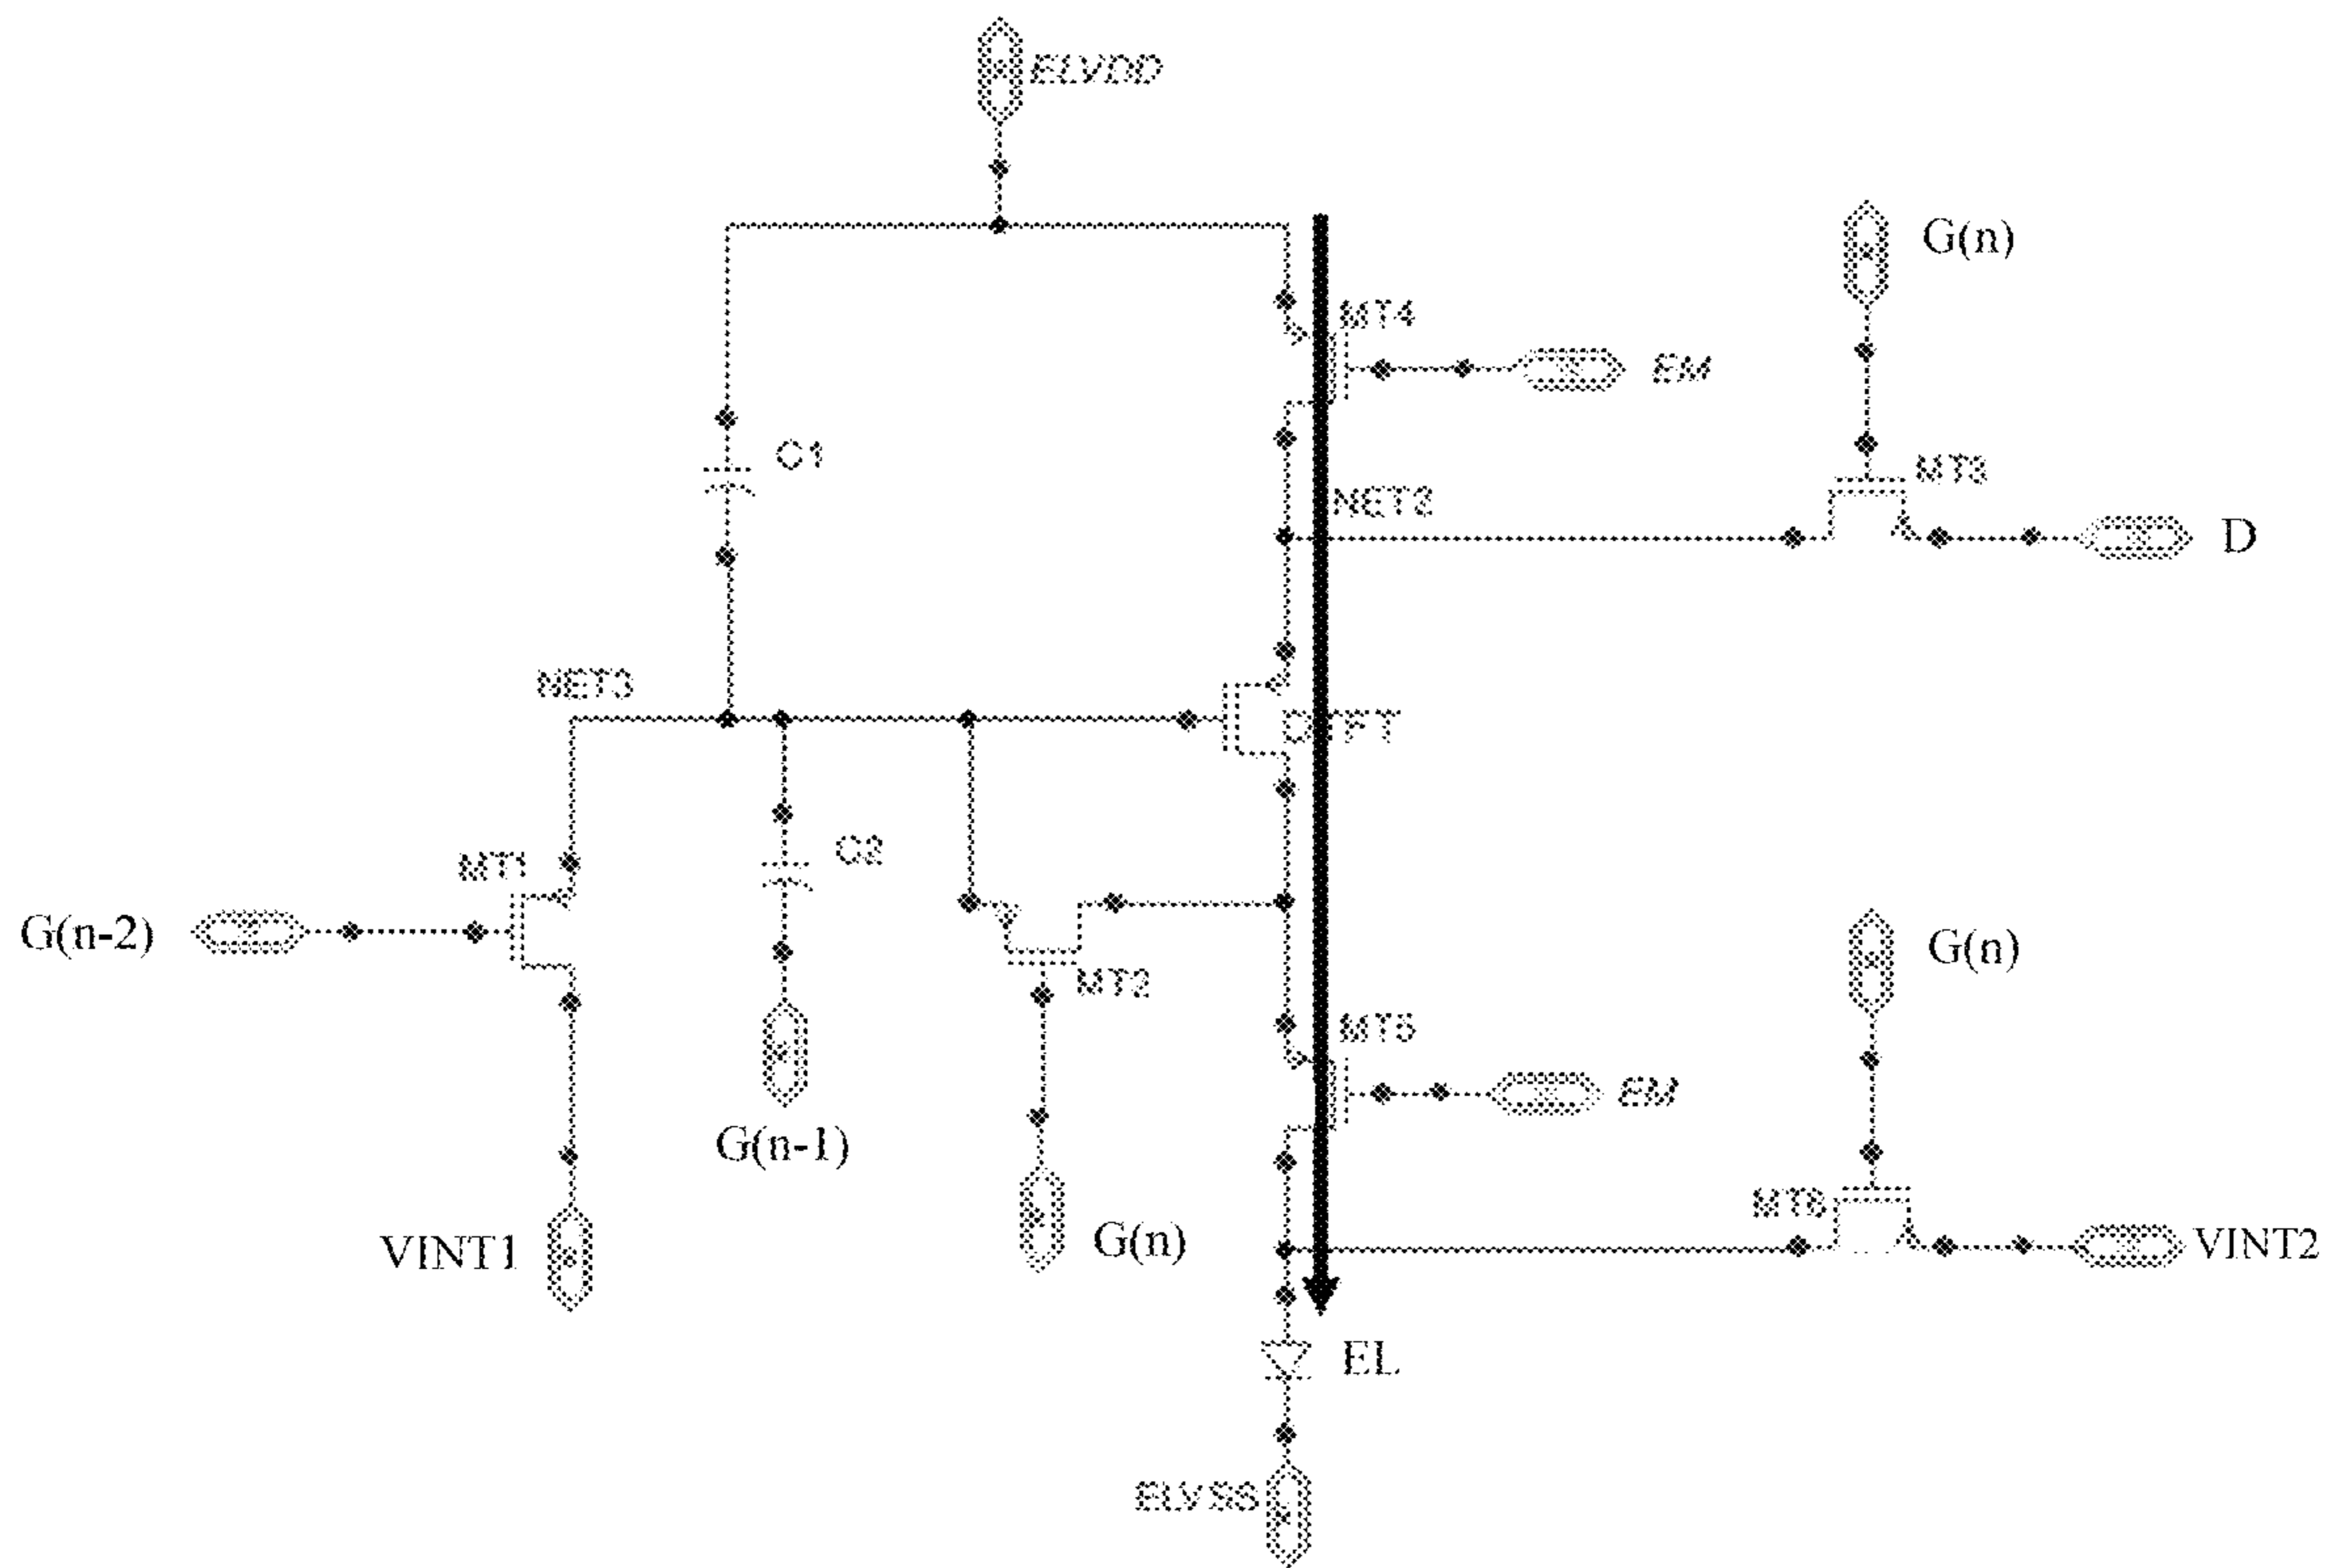 ELVDD
G(n)
MT4
EM
C1
MT3
NET2
D
NET3
DTFT
C2
MT1
G(n-2)
G(n)
MT2
MT5
EM
G(n-1)
MT6
G(n)
VINT1
VINT2
EL
ELVSS